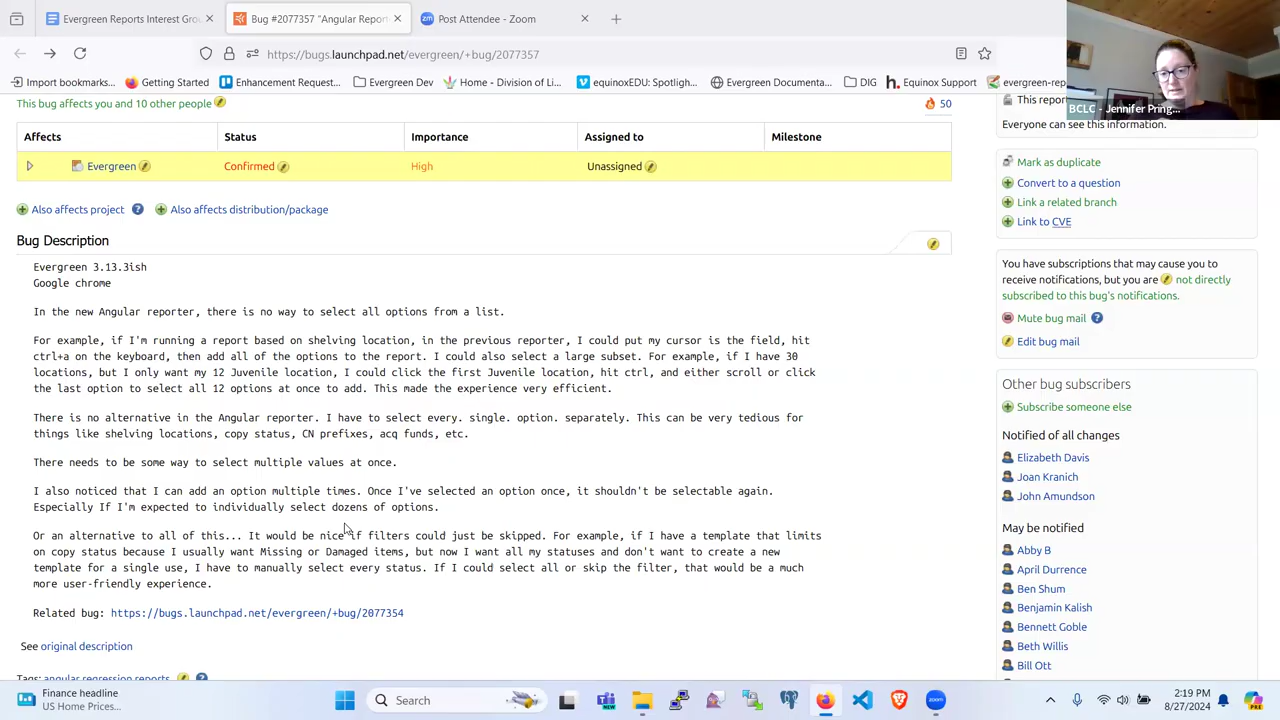 Evergreen Reports Interest Gro
Bug #2077357 "Angular Repor
Post Attendee - Zoom
https://bugs.launchpad.net/evergreen/+bug/2077357
Import bookmarks...
Getting Started
Enhancement Request...
Evergreen Dev
Home - Division of Li...
equinoxEDU: Spotligh...
Evergreen Documenta...
DIG
Equinox Support
evergreen-rep
BCLC - Jennifer Pring...
This bug affects you and 10 other people
50
Affects
Status
Importance
Assigned to
Milestone
Evergreen
Confirmed
High
Unassigned
Also affects project
Also affects distribution/package
Bug Description
Evergreen 3.13.3ish
Google chrome
In the new Angular reporter, there is no way to select all options from a list.
For example, if I'm running a report based on shelving location, in the previous reporter, I could put my cursor is the field, hit
ctrl+a on the keyboard, then add all of the options to the report. I could also select a large subset. For example, if I have 30
locations, but I only want my 12 Juvenile location, I could click the first Juvenile location, hit ctrl, and either scroll or click
the last option to select all 12 options at once to add. This made the experience very efficient.
There is no alternative in the Angular reporter. I have to select every. single. option. separately. This can be very tedious for
things like shelving locations, copy status, CN prefixes, acq funds, etc.
There needs to be some way to select multiple values at once.
I also noticed that I can add an option multiple times. Once I've selected an option once, it shouldn't be selectable again.
Especially If I'm expected to individually select dozens of options.
Or an alternative to all of this... It would be nice if filters could just be skipped. For example, if I have a template that limits
on copy status because I usually want Missing or Damaged items, but now I want all my statuses and don't want to create a new
template for a single use, I have to manually select every status. If I could select all or skip the filter, that would be a much
more user-friendly experience.
Related bug: https://bugs.launchpad.net/evergreen/+bug/2077354
See original description
Tags: angular regression reports
This repor
Everyone can see this information.
Mark as duplicate
Convert to a question
Link a related branch
Link to CVE
You have subscriptions that may cause you to
receive notifications, but you are not directly
subscribed to this bug's notifications.
Mute bug mail
Edit bug mail
Other bug subscribers
Subscribe someone else
Notified of all changes
Elizabeth Davis
Joan Kranich
John Amundson
May be notified
Abby B
April Durrence
Ben Shum
Benjamin Kalish
Bennett Goble
Beth Willis
Bill Ott
Finance headline
US Home Prices...
Search
2:19 PM
8/27/2024